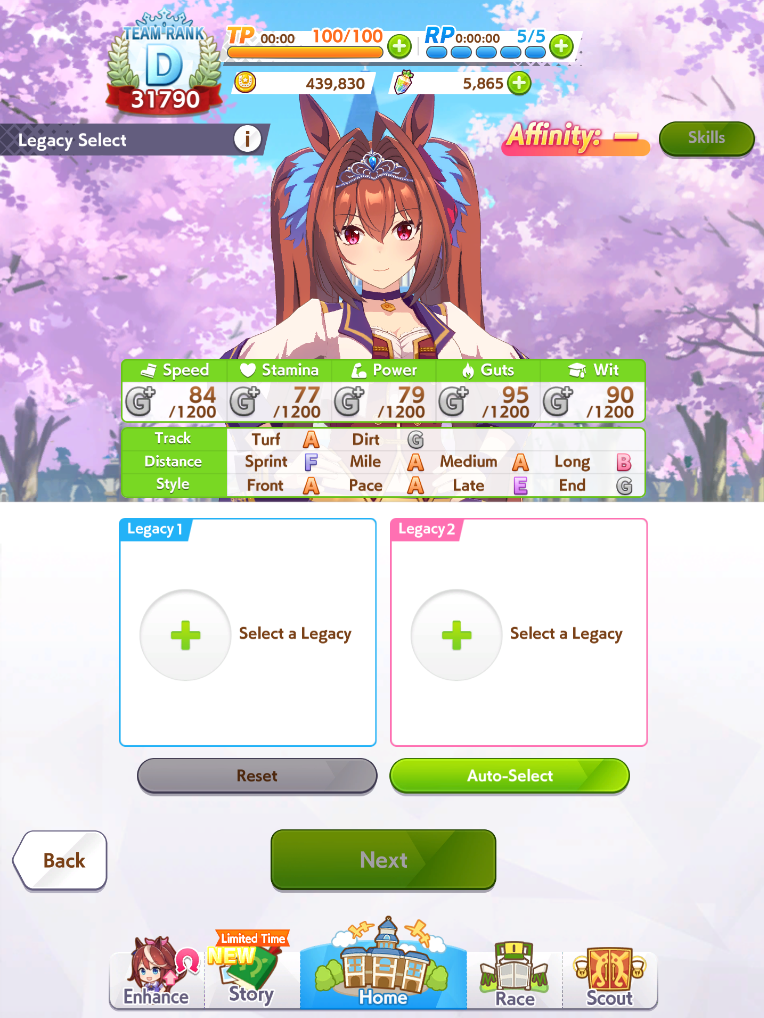 TEAM RANK
D
31790
TP 00:00 100/100
RP 0:00:00 5/5
439,830
5,865
Legacy Select
i
Affinity: –
Skills
Speed Stamina Power Guts Wit
G+ 84 /1200 G+ 77 /1200 G+ 79 /1200 G+ 95 /1200 G+ 90 /1200
Track Turf A Dirt G
Distance Sprint F Mile A Medium A Long B
Style Front A Pace A Late E End G
Legacy 1
Legacy 2
Select a Legacy
Select a Legacy
Reset
Auto-Select
Back
Next
Limited Time
NEW
Enhance
Story
Home
Race
Scout